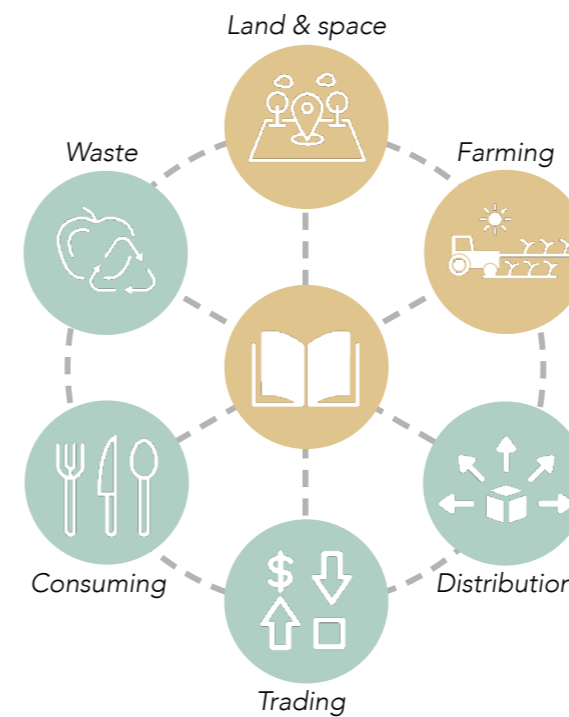 Land & space
Waste
Farming
$
Consuming
Distribution
Trading